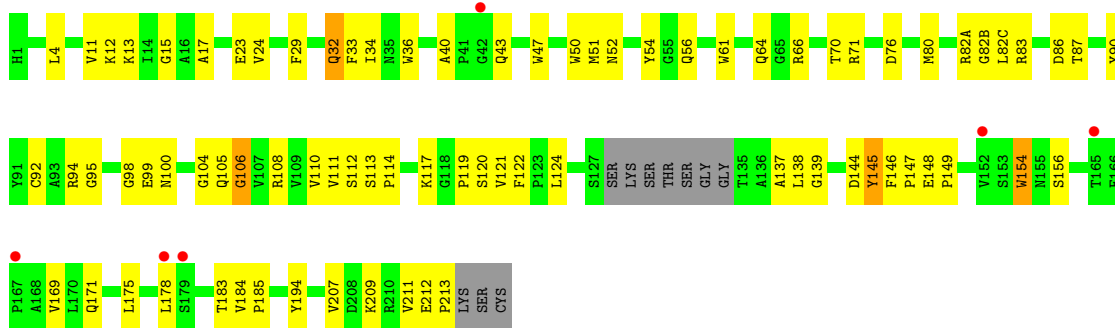 H1 L4 V11 K12 K13 I14 G15 A16 A17 E23 V24 F29 Q32 F33 I34 N35 W36 A40 P41 G42 Q43 W47 W50 M51 N52 Y54 G55 Q56 W61 Q64 G65 R66 T70 R71 D76 M80 R82A G82B L82C R83 D86 T87 Y90
Y91 C92 A93 R94 G95 G98 E99 N100 G104 Q105 G106 V107 R108 V109 V110 V111 S112 S113 P114 K117 G118 P119 S120 V121 F122 P123 L124 S127 SER LYS SER THR SER GLY GLY T135 A136 A137 L138 G139 D144 Y145 F146 P147 E148 P149 V152 S153 W154 N155 S156 T165 F166
P167 A168 V169 L170 Q171 L175 L178 S179 T183 V184 P185 Y194 V207 D208 K209 R210 V211 E212 P213 LYS SER CYS